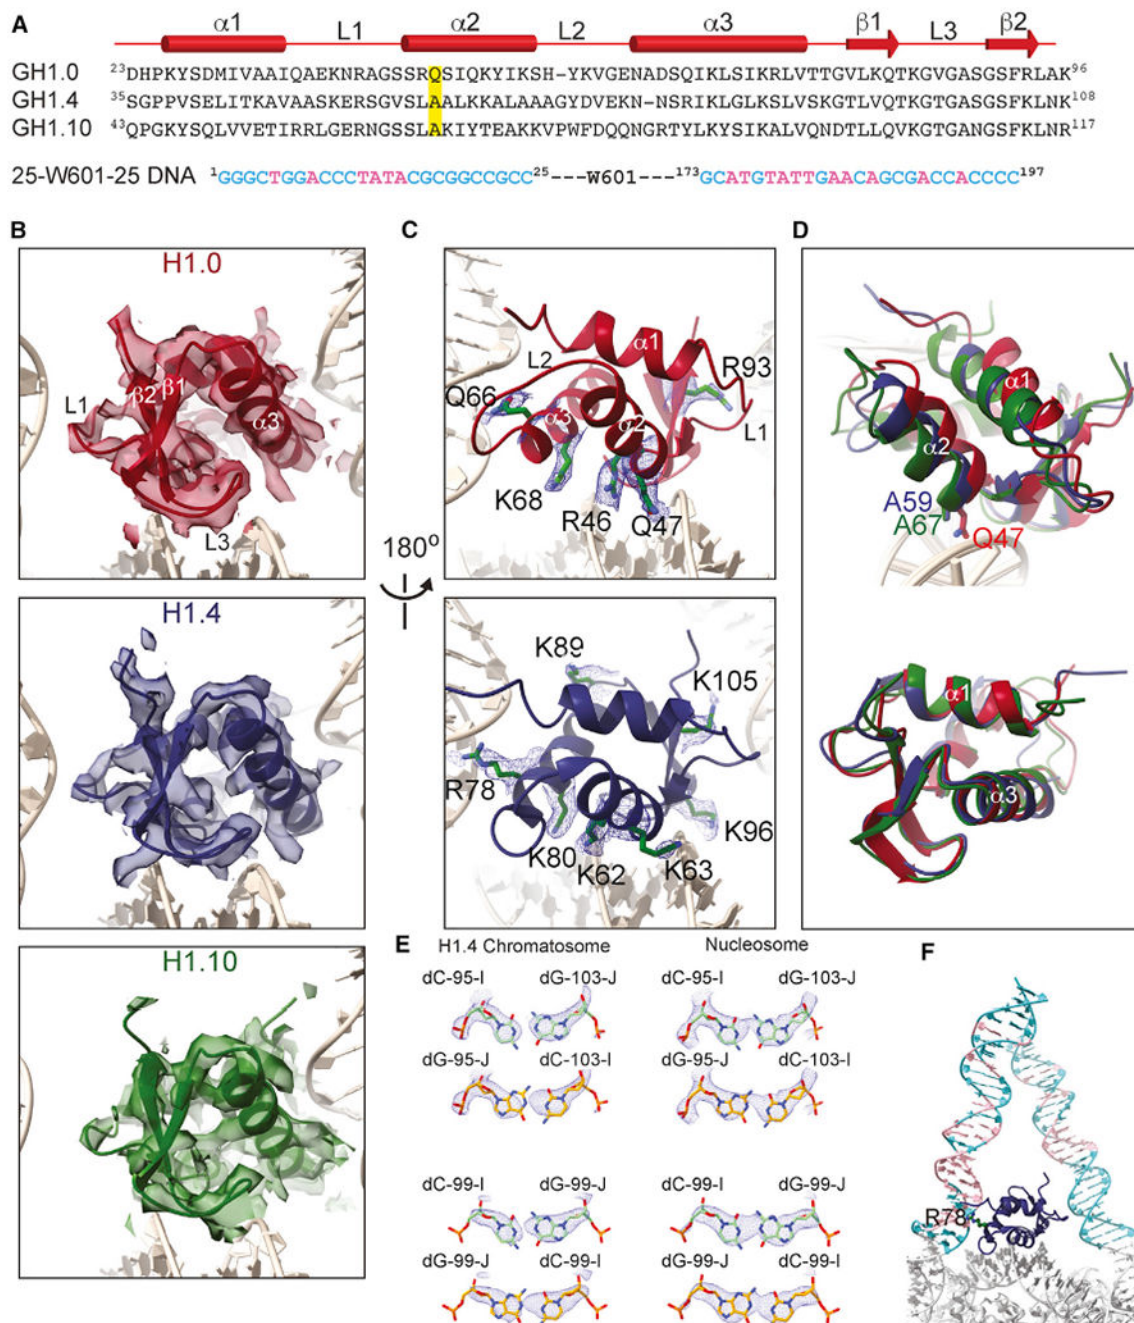 A
α1 L1 α2 L2 α3 β1 L3 β2
GH1.0 23DHPKYSDMIVAAIQAEKNRAGSSRQSIQKYIKSH-YKVGENADSQIKLSIKRLVTTGVLKQTKGVGASGSFRLAK96
GH1.4 35SGPPVSELITKAVAASKERSGVSLAALKKALAAAGYDVEKN-NSRIKLGLKSLVSKGTLVQTKGTGASGSFKLNK108
GH1.10 43QPGKYSQLVVETIRRLGERNGSSLAKIYTEAKKVPWFDQQNGRTYLKYSIKALVQNDTLLQVKGTGANGSFKLNR117
25-W601-25 DNA 1GGGCTGGACCCTATACGCGGCCGCC25---W601---173GCATGTATTGAACAGCGACCACCCC197
B
H1.0
L1
β2
β1
α3
L3
H1.4
H1.10
180o
C
α1
L2
R93
Q66
α3
α2
L1
K68
R46
Q47
K89
K105
R78
K96
K80
K62
K63
D
α1
α2
A59
A67
Q47
α1
α3
E
H1.4 Chromatosome
Nucleosome
dC-95-I dG-103-J dC-95-I dG-103-J
dG-95-J dC-103-I dG-95-J dC-103-I
dC-99-I dG-99-J dC-99-I dG-99-J
dG-99-J dC-99-I dG-99-J dC-99-I
F
R78